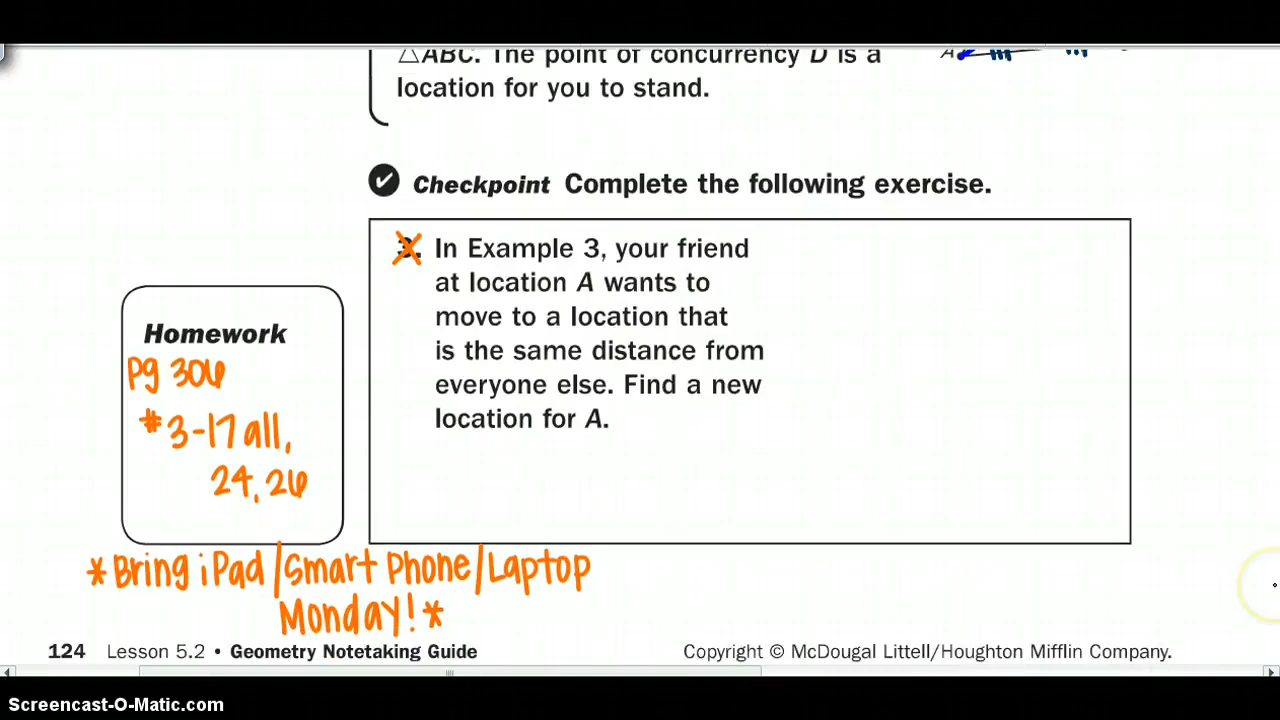 △ABC. The point of concurrency D is a
location for you to stand.
A
Checkpoint Complete the following exercise.
3. In Example 3, your friend
at location A wants to
move to a location that
is the same distance from
everyone else. Find a new
location for A.
Homework
Pg 306
#3-17 all,
24, 26
*Bring iPad/Smart Phone/Laptop
Monday!*
124 Lesson 5.2 • Geometry Notetaking Guide
Copyright © McDougal Littell/Houghton Mifflin Company.
Screencast-O-Matic.com